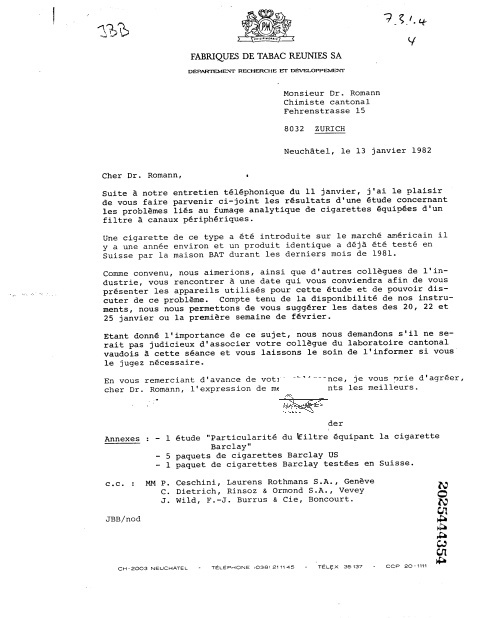 JBB
7.3.1.4
4
PM
FABRIQUES DE TABAC REUNIES SA
DÉPARTEMENT RECHERCHE ET DÉVELOPPEMENT
Monsieur Dr. Romann
Chimiste cantonal
Fehrenstrasse 15
8032 ZURICH
Neuchâtel, le 13 janvier 1982
Cher Dr. Romann,
Suite à notre entretien téléphonique du 11 janvier, j'ai le plaisir
de vous faire parvenir ci-joint les résultats d'une étude concernant
les problèmes liés au fumage analytique de cigarettes équipées d'un
filtre à canaux périphériques.
Une cigarette de ce type a été introduite sur le marché américain il
y a une année environ et un produit identique a déjà été testé en
Suisse par la maison BAT durant les derniers mois de 1981.
Comme convenu, nous aimerions, ainsi que d'autres collègues de l'in-
dustrie, vous rencontrer à une date qui vous conviendra afin de vous
présenter les appareils utilisés pour cette étude et de pouvoir dis-
cuter de ce problème. Compte tenu de la disponibilité de nos instru-
ments, nous nous permettons de vous suggérer les dates des 20, 22 et
25 janvier ou la première semaine de février.
Etant donné l'importance de ce sujet, nous nous demandons s'il ne se-
rait pas judicieux d'associer votre collègue du laboratoire cantonal
vaudois à cette séance et vous laissons le soin de l'informer si vous
le jugez nécessaire.
En vous remerciant d'avance de votr nce, je vous prie d'agréer,
cher Dr. Romann, l'expression de me nts les meilleurs.
der
Annexes : - 1 étude "Particularité du filtre équipant la cigarette
Barclay"
- 5 paquets de cigarettes Barclay US
- 1 paquet de cigarettes Barclay testées en Suisse.
c.c. : MM P. Ceschini, Laurens Rothmans S.A., Genève
C. Dietrich, Rinsoz & Ormond S.A., Vevey
J. Wild, F.-J. Burrus & Cie, Boncourt.
JBB/nod
2025444354
CH-2003 NEUCHÂTEL - TÉLÉPHONE (038) 21 11 45 - TÉLEX 35 137 - CCP 20-1111